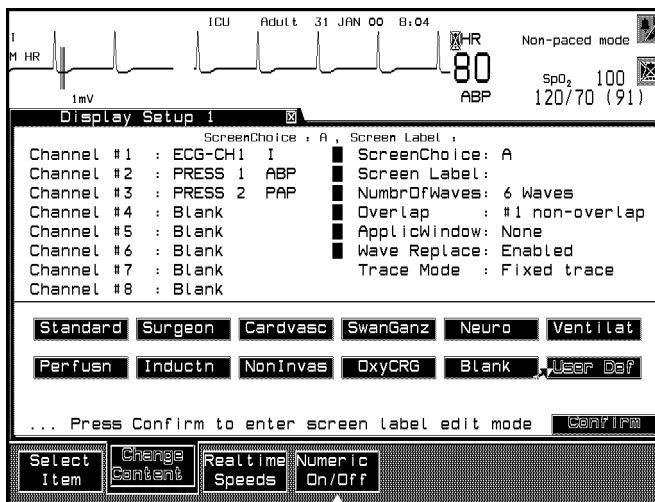 ICU Adult 31 JAN 00 8:04
I
M HR
1mV
HR
80
ABP
Non-paced mode
SpO₂ 100
120/70 (91)
Display Setup 1
ScreenChoice : A , Screen Label :
Channel #1 : ECG-CH1 I
Channel #2 : PRESS 1 ABP
Channel #3 : PRESS 2 PAP
Channel #4 : Blank
Channel #5 : Blank
Channel #6 : Blank
Channel #7 : Blank
Channel #8 : Blank
ScreenChoice: A
Screen Label:
NumbrOfWaves: 6 Waves
Overlap : #1 non-overlap
ApplicWindow: None
Wave Replace: Enabled
Trace Mode : Fixed trace
Standard Surgeon Cardvasc SwanGanz Neuro Ventilat
Perfusn Inductn NonInvas OxyCRG Blank User Def
... Press Confirm to enter screen label edit mode Confirm
Select Item
Change Content
Realtime Speeds
Numeric On/Off